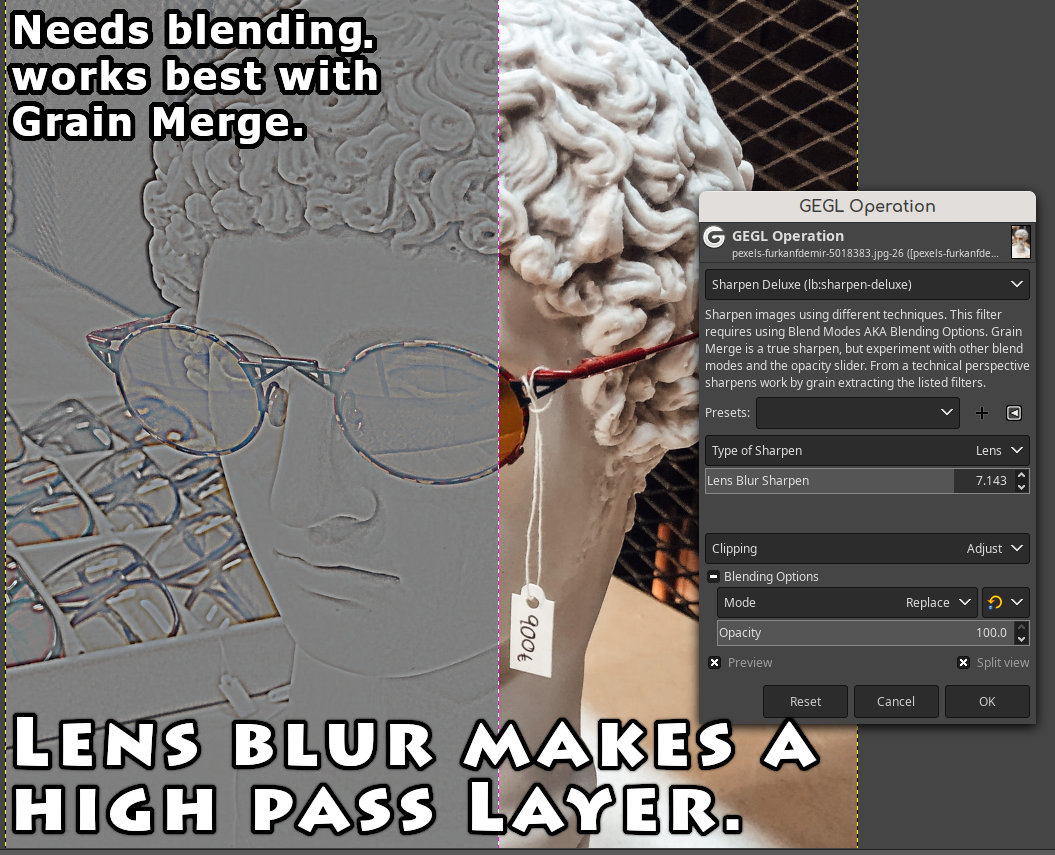 Needs blending.
works best with
Grain Merge.
GEGL Operation
GEGL Operation
pexels-furkanfdemir-5018383.jpg-26 ([pexels-furkanfde...
Sharpen Deluxe (lb:sharpen-deluxe)
Sharpen images using different techniques. This filter
requires using Blend Modes AKA Blending Options. Grain
Merge is a true sharpen, but experiment with other blend
modes and the opacity slider. From a technical perspective
sharpens work by grain extracting the listed filters.
Presets:
Type of Sharpen Lens
Lens Blur Sharpen 7.143
Clipping Adjust
Blending Options
Mode Replace
Opacity 100.0
Preview Split view
Reset Cancel OK
900₺
Lens blur makes a
high pass Layer.